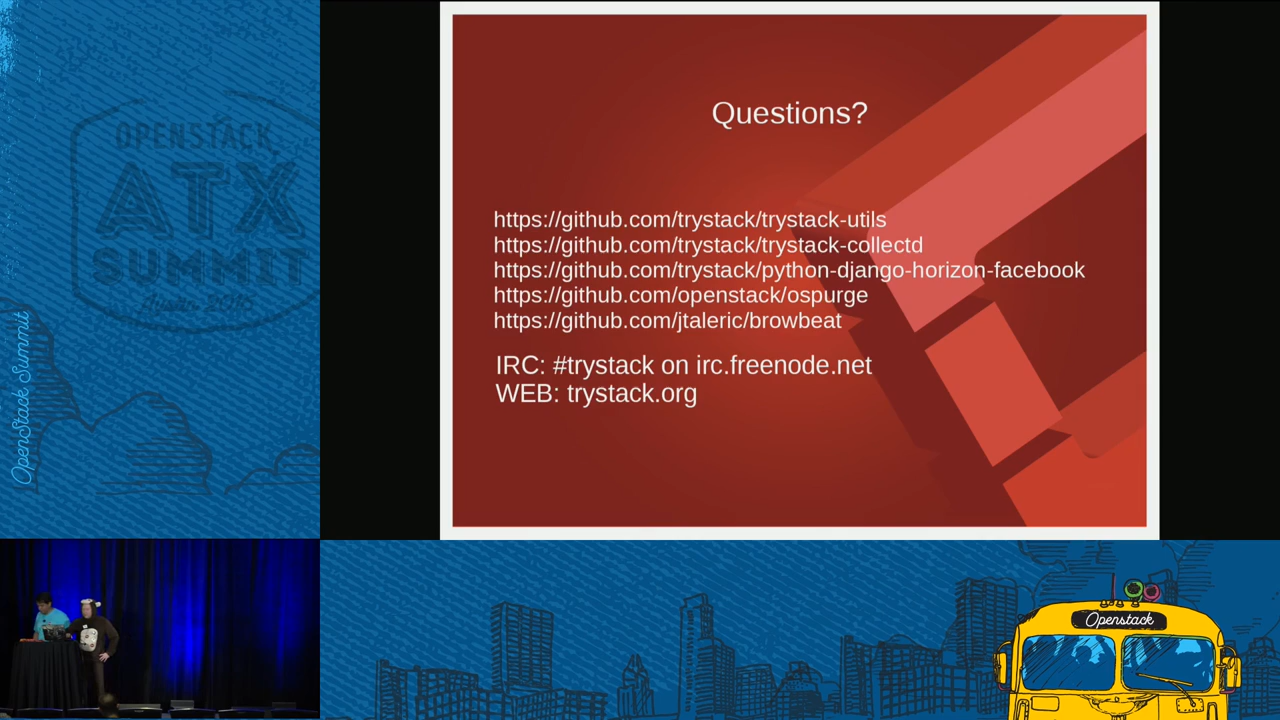 OPENSTACK
ATX
SUMMIT
OpenStack Summit
Questions?
https://github.com/trystack/trystack-utils
https://github.com/trystack/trystack-collectd
https://github.com/trystack/python-django-horizon-facebook
https://github.com/openstack/ospurge
https://github.com/jtaleric/browbeat
IRC: #trystack on irc.freenode.net
WEB: trystack.org
Openstack